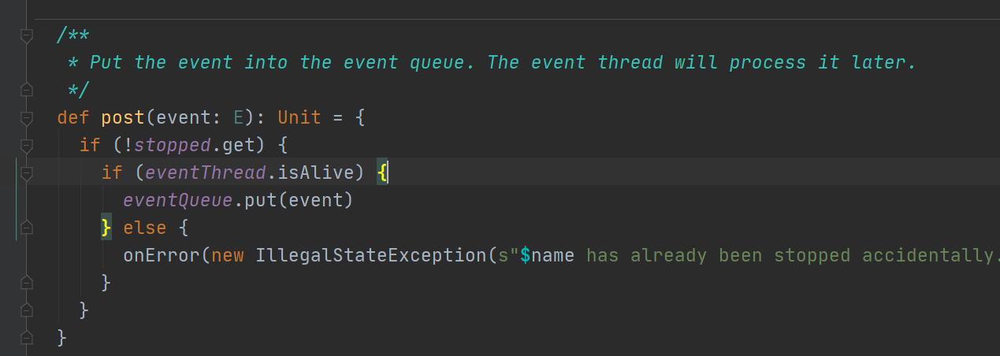 /**
 * Put the event into the event queue. The event thread will process it later.
 */
def post(event: E): Unit = {
  if (!stopped.get) {
    if (eventThread.isAlive) {
      eventQueue.put(event)
    } else {
      onError(new IllegalStateException(s"$name has already been stopped accidentally.
    }
  }
}